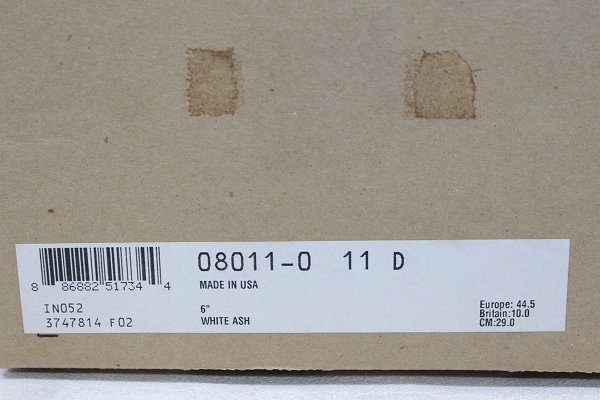 08011-0 11 D
MADE IN USA
8 86882 51734 4
IN052
3747814 F02
6"
WHITE ASH
Europe: 44.5
Britain:10.0
CM:29.0